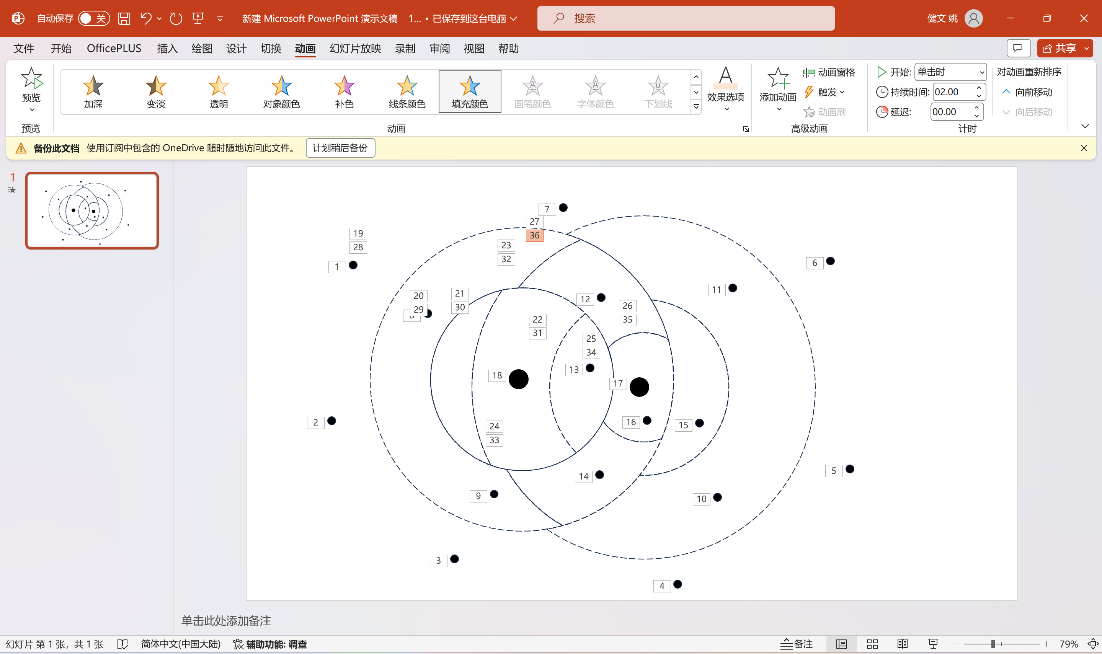 自动保存 关 新建 Microsoft PowerPoint 演示文稿 1... • 已保存到这台电脑 搜索 健文 姚
文件 开始 OfficePLUS 插入 绘图 设计 切换 动画 幻灯片放映 录制 审阅 视图 帮助 共享
预览 加深 变淡 透明 对象颜色 补色 线条颜色 填充颜色 画笔颜色 字体颜色 下划线 效果选项 添加动画
动画窗格
触发
动画刷
开始: 单击时
持续时间: 02.00
延迟: 00.00
对动画重新排序
向前移动
向后移动
预览 动画 高级动画 计时
备份此文档 使用订阅中包含的 OneDrive 随时随地访问此文件。 计划稍后备份
1
7
27
36
19
28
23
32
1
6
20
29
21
30
11
12
26
35
22
31
25
34
13
18
17
2
16
15
24
33
5
14
9
10
3
4
单击此处添加备注
幻灯片 第 1 张，共 1 张 简体中文(中国大陆) 辅助功能: 调查 备注 79%